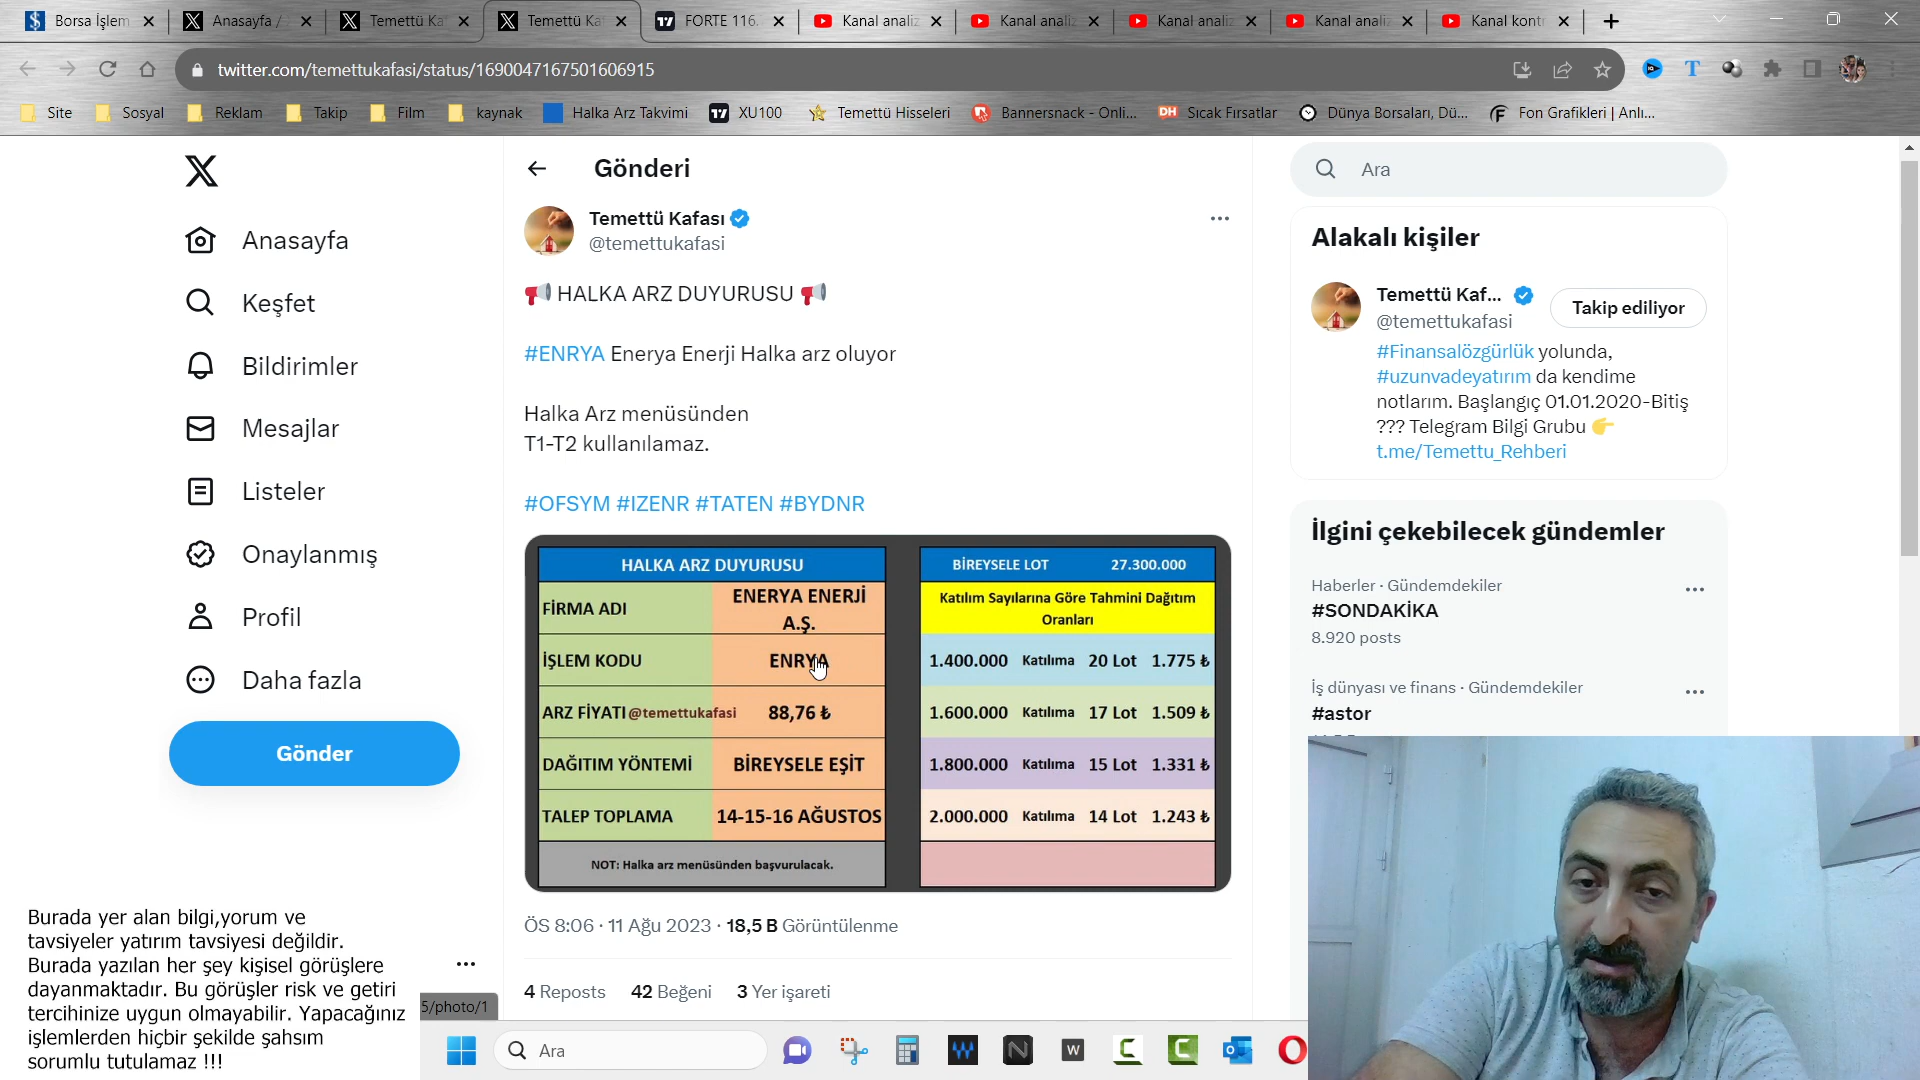 Borsa İşlem
Anasayfa /
Temettü Ka
Temettü Ka
FORTE 116.
Kanal analiz
Kanal analiz
Kanal analiz
Kanal analiz
Kanal kont
twitter.com/temettukafasi/status/1690047167501606915
Site
Sosyal
Reklam
Takip
Film
kaynak
Halka Arz Takvimi
XU100
Temettü Hisseleri
Bannersnack - Onli...
DH
Sıcak Fırsatlar
Dünya Borsaları, Dü...
Fon Grafikleri | Anlı...
Anasayfa
Keşfet
Bildirimler
Mesajlar
Listeler
Onaylanmış
Profil
Daha fazla
Gönder
Gönderi
Temettü Kafası
@temettukafasi
HALKA ARZ DUYURUSU
#ENRYA Enerya Enerji Halka arz oluyor
Halka Arz menüsünden
T1-T2 kullanılamaz.
#OFSYM #IZENR #TATEN #BYDNR
HALKA ARZ DUYURUSU
FİRMA ADI
ENERYA ENERJİ
A.Ş.
İŞLEM KODU
ENRYA
ARZ FİYATI @temettukafasi
88,76 ₺
DAĞITIM YÖNTEMİ
BİREYSELE EŞİT
TALEP TOPLAMA
14-15-16 AĞUSTOS
NOT: Halka arz menüsünden başvurulacak.
BİREYSELE LOT 27.300.000
Katılım Sayılarına Göre Tahmini Dağıtım
Oranları
1.400.000 Katılıma 20 Lot 1.775 ₺
1.600.000 Katılıma 17 Lot 1.509 ₺
1.800.000 Katılıma 15 Lot 1.331 ₺
2.000.000 Katılıma 14 Lot 1.243 ₺
ÖS 8:06 · 11 Ağu 2023 · 18,5 B Görüntülenme
4 Reposts 42 Beğeni 3 Yer işareti
Ara
Alakalı kişiler
Temettü Kaf...
@temettukafasi
Takip ediliyor
#Finansalözgürlük yolunda,
#uzunvadeyatırım da kendime
notlarım. Başlangıç 01.01.2020-Bitiş
??? Telegram Bilgi Grubu
t.me/Temettu_Rehberi
İlgini çekebilecek gündemler
Haberler · Gündemdekiler
#SONDAKİKA
8.920 posts
İş dünyası ve finans · Gündemdekiler
#astor
Burada yer alan bilgi,yorum ve
tavsiyeler yatırım tavsiyesi değildir.
Burada yazılan her şey kişisel görüşlere
dayanmaktadır. Bu görüşler risk ve getiri
tercihinize uygun olmayabilir. Yapacağınız
işlemlerden hiçbir şekilde şahsım
sorumlu tutulamaz !!!
5/photo/1
Ara